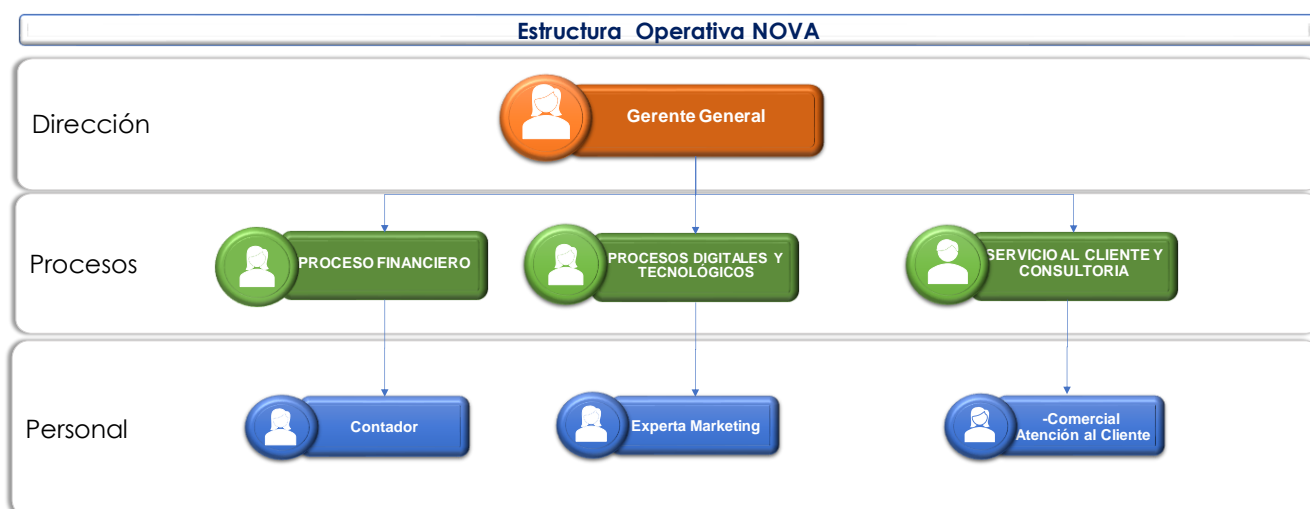 Estructura Operativa NOVA
Dirección
Gerente General
Procesos
PROCESO FINANCIERO
PROCESOS DIGITALES Y
TECNOLÓGICOS
SERVICIO AL CLIENTE Y
CONSULTORIA
Personal
Contador
Experta Marketing
-Comercial
Atención al Cliente